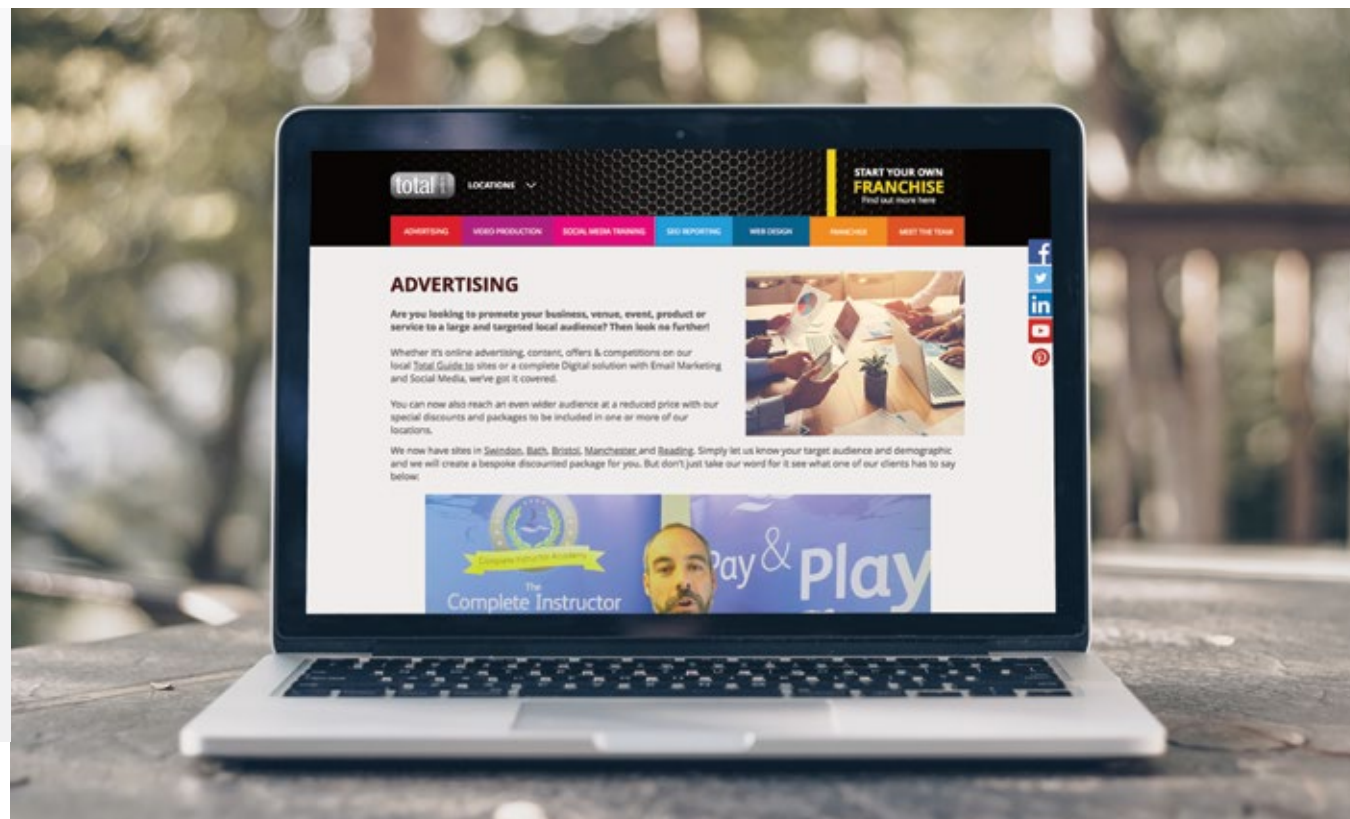 total
LOCATIONS
START YOUR OWN
FRANCHISE
Find out more here
ADVERTISING
VIDEO PRODUCTION
SOCIAL MEDIA TRAINING
SEO REPORTING
WEB DESIGN
FRANCHISE
MEET THE TEAM
ADVERTISING
Are you looking to promote your business, venue, event, product or
service to a large and targeted local audience? Then look no further!
Whether it's online advertising, content, offers & competitions on our
local Total Guide to sites or a complete Digital solution with Email Marketing
and Social Media, we've got it covered.
You can now also reach an even wider audience at a reduced price with our
special discounts and packages to be included in one or more of our
locations.
We now have sites in Swindon, Bath, Bristol, Manchester and Reading. Simply let us know your target audience and demographic
and we will create a bespoke discounted package for you. But don't just take our word for it see what one of our clients has to say
below:
Complete Instructor Academy
The
Complete Instructor
Pay & Play
f
in